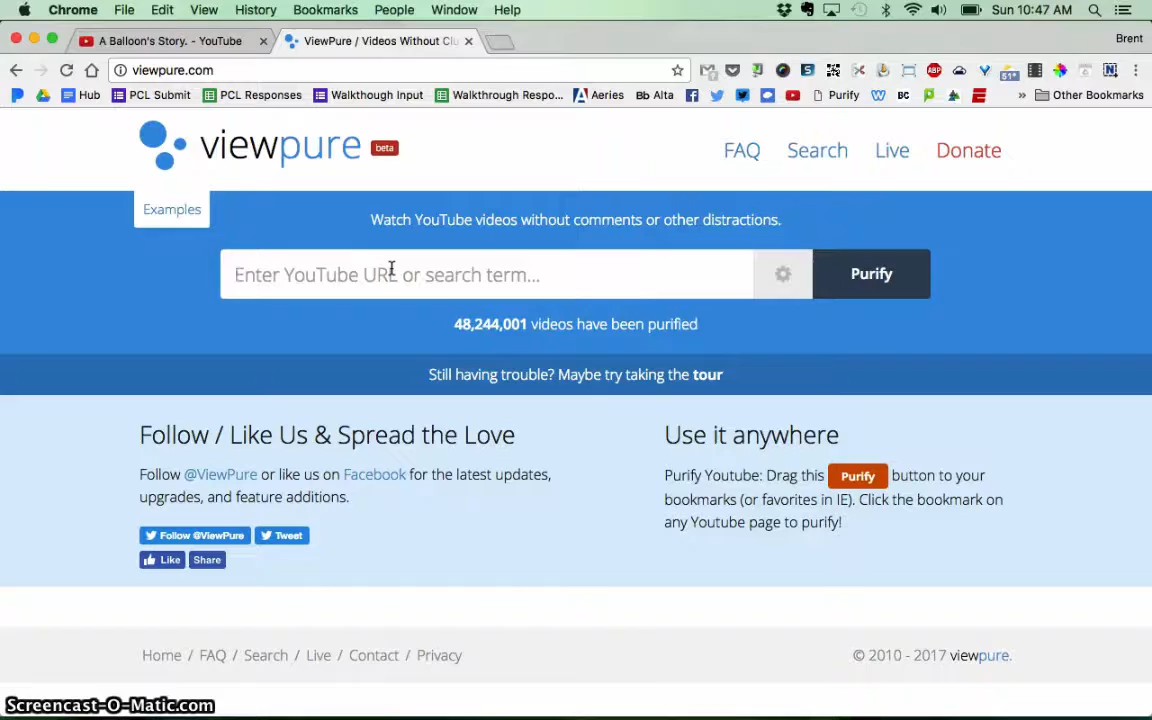 Chrome File Edit View History Bookmarks People Window Help Sun 10:47 AM
A Balloon's Story. - YouTube ViewPure / Videos Without Clu Brent
viewpure.com
Hub PCL Submit PCL Responses Walkthough Input Walkthrough Respo... Aeries Bb Alta Purify BC » Other Bookmarks
viewpure beta FAQ Search Live Donate
Examples
Watch YouTube videos without comments or other distractions.
Enter YouTube URL or search term... Purify
48,244,001 videos have been purified
Still having trouble? Maybe try taking the tour
Follow / Like Us & Spread the Love
Follow @ViewPure or like us on Facebook for the latest updates,
upgrades, and feature additions.
Follow @ViewPure Tweet
Like Share
Use it anywhere
Purify Youtube: Drag this Purify button to your
bookmarks (or favorites in IE). Click the bookmark on
any Youtube page to purify!
Home / FAQ / Search / Live / Contact / Privacy © 2010 - 2017 viewpure.
Screencast-O-Matic.com